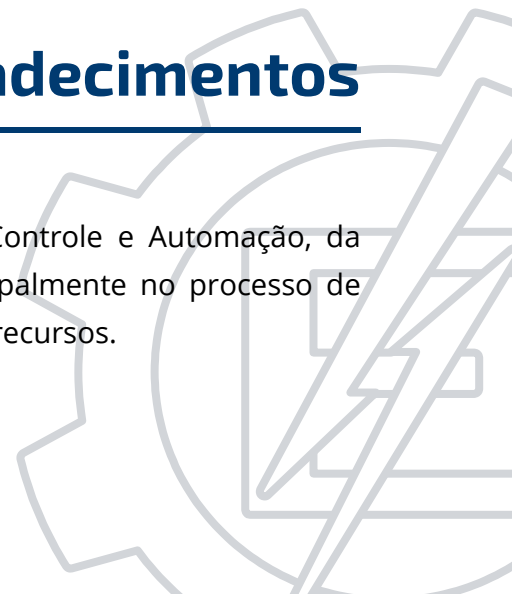 adecimentos
Controle e Automação, da
palmente no processo de
recursos.